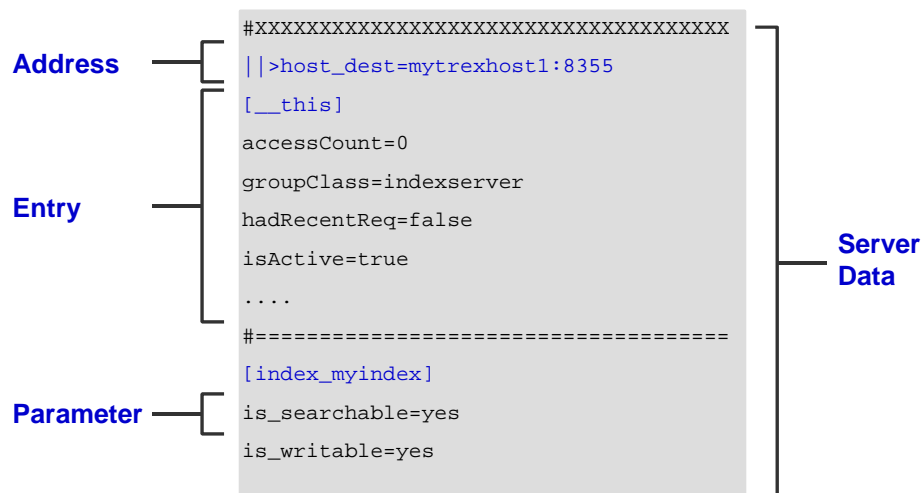 #XXXXXXXXXXXXXXXXXXXXXXXXXXXXXXXXXXXXX
Address
||>host_dest=mytrexhost1:8355
[__this]
accessCount=0
groupClass=indexserver
Entry
hadRecentReq=false
isActive=true
Server
Data
....
#=====================================
[index_myindex]
Parameter
is_searchable=yes
is_writable=yes